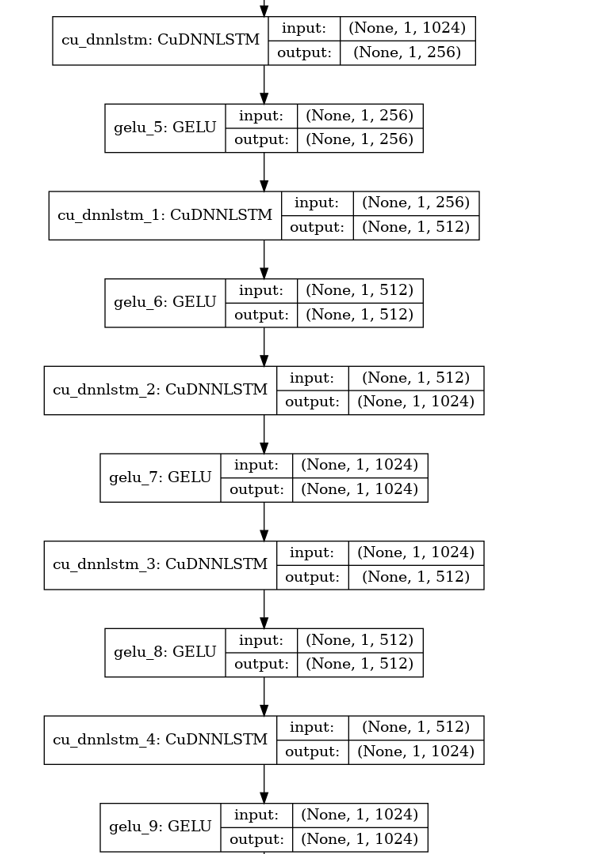 cu_dnnlstm: CuDNNLSTM input: (None, 1, 1024)
output: (None, 1, 256)
gelu_5: GELU input: (None, 1, 256)
output: (None, 1, 256)
cu_dnnlstm_1: CuDNNLSTM input: (None, 1, 256)
output: (None, 1, 512)
gelu_6: GELU input: (None, 1, 512)
output: (None, 1, 512)
cu_dnnlstm_2: CuDNNLSTM input: (None, 1, 512)
output: (None, 1, 1024)
gelu_7: GELU input: (None, 1, 1024)
output: (None, 1, 1024)
cu_dnnlstm_3: CuDNNLSTM input: (None, 1, 1024)
output: (None, 1, 512)
gelu_8: GELU input: (None, 1, 512)
output: (None, 1, 512)
cu_dnnlstm_4: CuDNNLSTM input: (None, 1, 512)
output: (None, 1, 1024)
gelu_9: GELU input: (None, 1, 1024)
output: (None, 1, 1024)